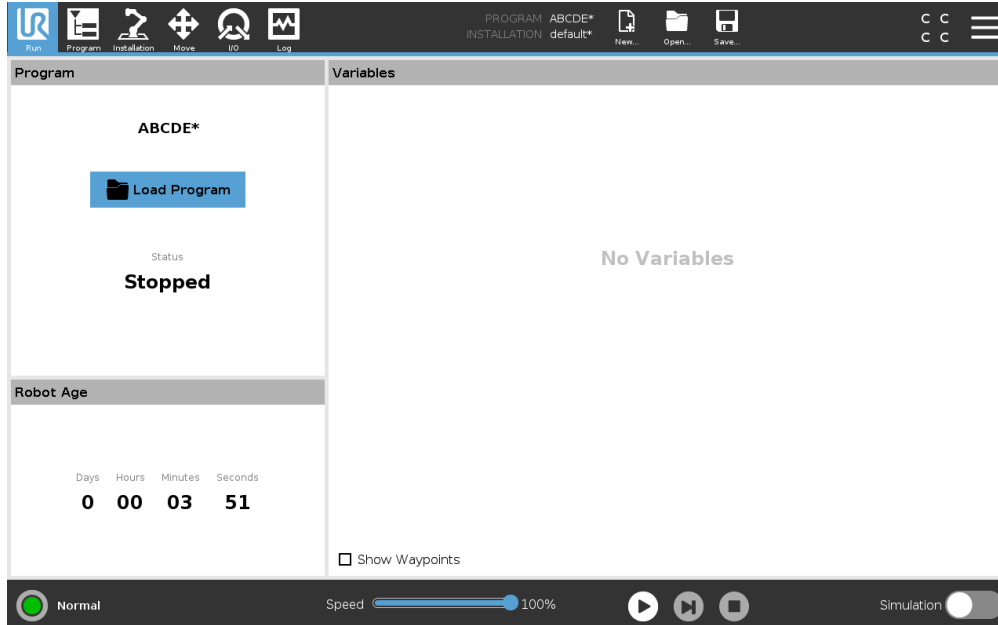 PROGRAM ABCDE*
INSTALLATION default*
C C
C C
Run Program Installation Move I/O Log New... Open... Save...
Program
ABCDE*
Load Program
Status
Stopped
Robot Age
Days Hours Minutes Seconds
0 00 03 51
Variables
No Variables
Show Waypoints
Normal
Speed 100%
Simulation